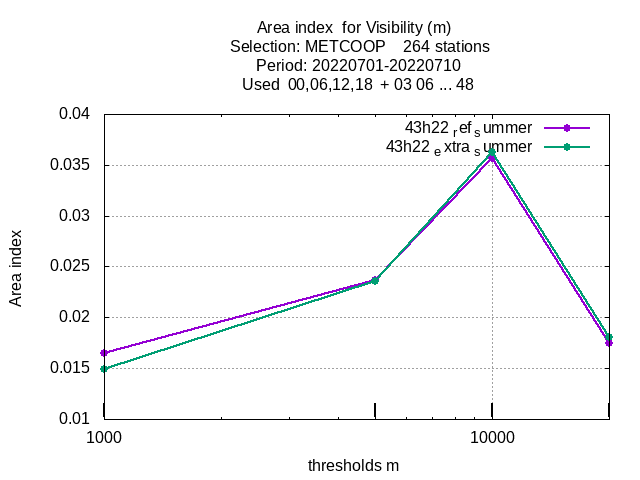 Area index  for Visibility (m)
Selection: METCOOP    264 stations
Period: 20220701-20220710
Used  00,06,12,18  + 03 06 ... 48
0.04
43h22 ref summer
43h22 extra summer
0.035
0.03
0.025
0.02
0.015
0.01
Area index
1000
10000
thresholds m